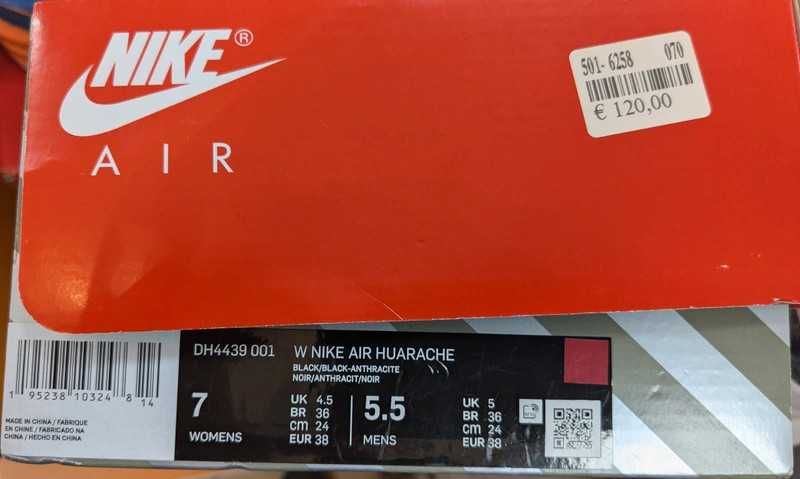 NIKE®
AIR
501- 6258 070
€ 120,00
DH4439 001 W NIKE AIR HUARACHE
BLACK/BLACK-ANTHRACITE
NOIR/ANTHRACIT/NOIR
1 95238 10324 8 14
MADE IN CHINA / FABRIQUE
EN CHINE / FABRICADO NA
CHINA / HECHO EN CHINA
7
WOMENS
UK 4.5
BR 36
cm 24
EUR 38
5.5
MENS
UK 5
BR 36
cm 24
EUR 38